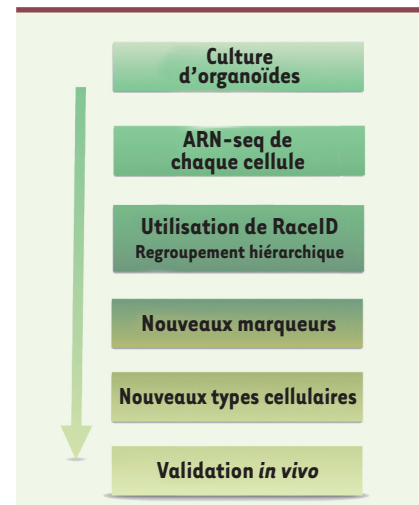 Culture
d'organoïdes
ARN-seq de
chaque cellule
Utilisation de RaceID
Regroupement hiérarchique
Nouveaux marqueurs
Nouveaux types cellulaires
Validation in vivo